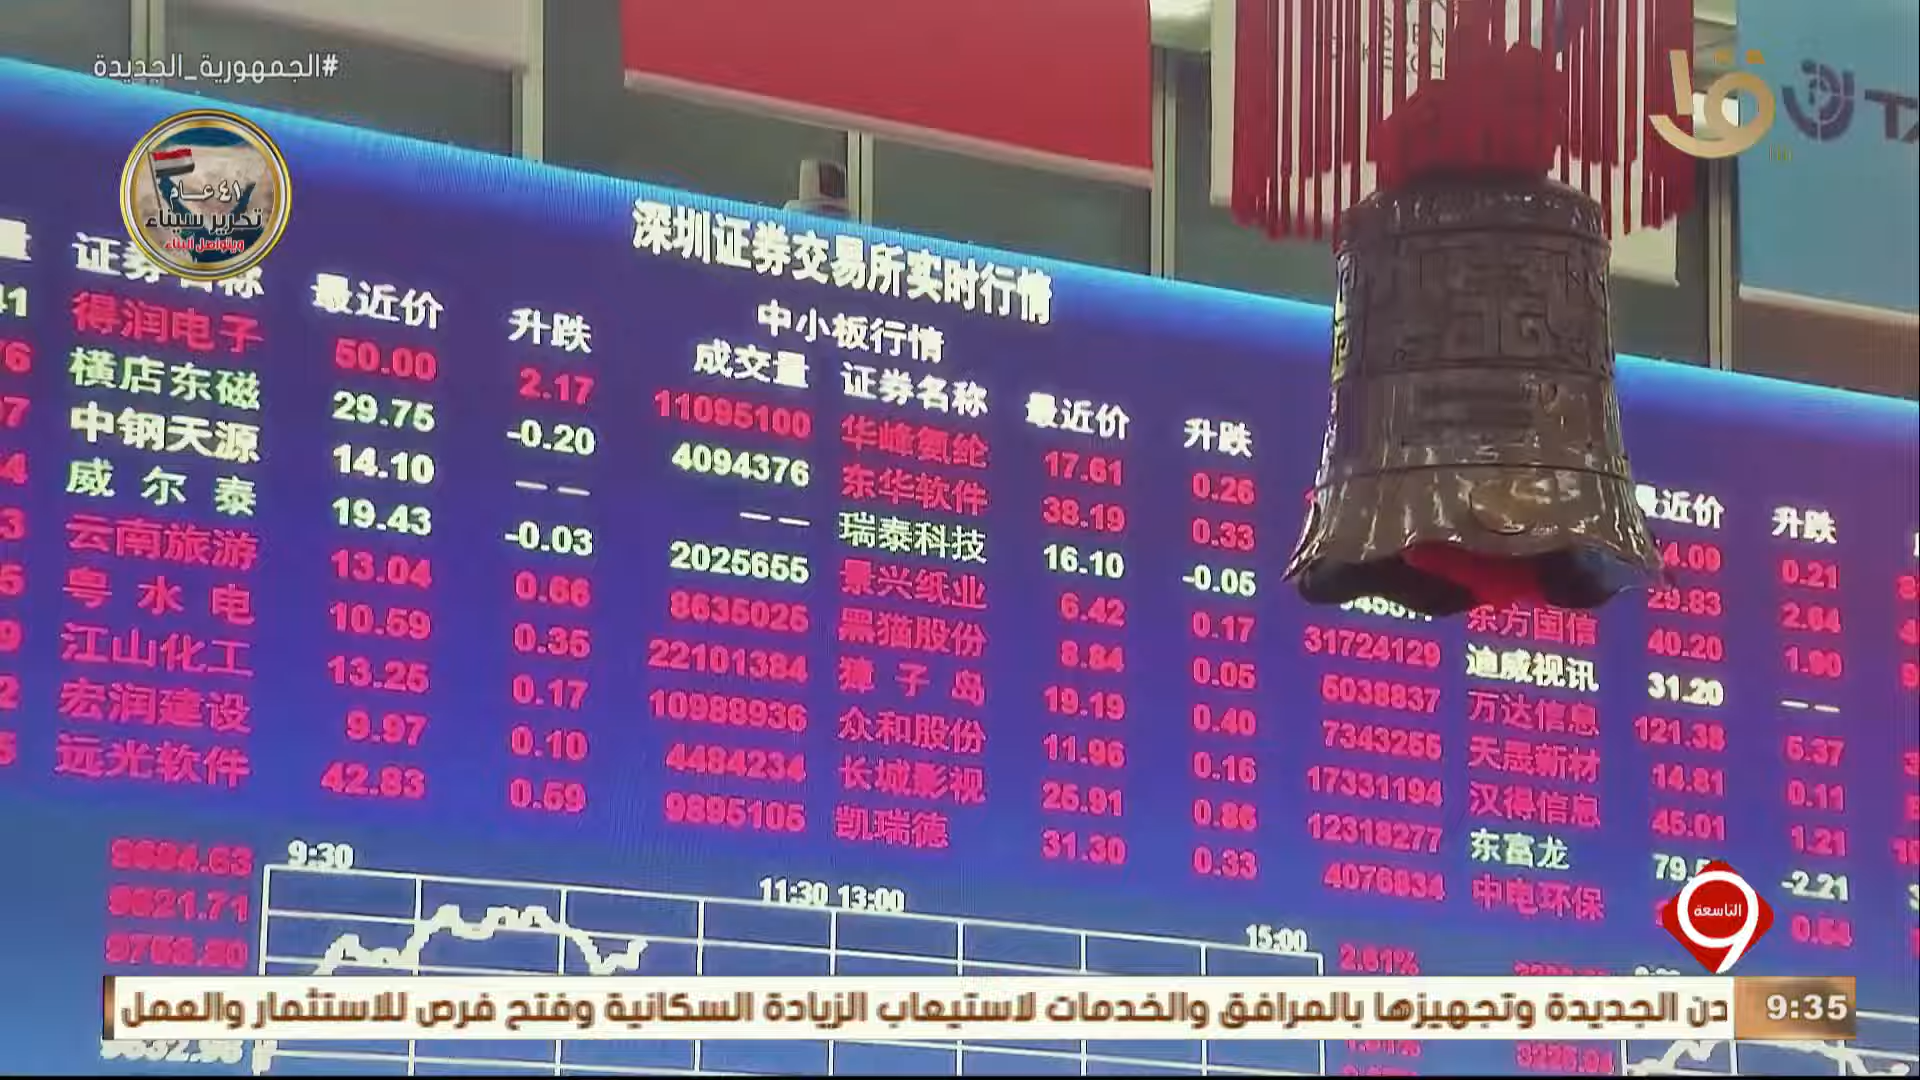 #الجمهورية_الجديدة
٤١ عـام
تحرير سيناء
ويتواصل البناء
深圳证券交易所实时行情
中小板行情
证券名称 最近价 升跌 成交量 证券名称 最近价 升跌 最近价 升跌
得润电子 50.00 2.17 11095100 华峰氨纶 17.61 0.26 0.21
横店东磁 29.75 -0.20 4094376 东华软件 38.19 0.33 29.83 2.64
中钢天源 14.10 -- -- 瑞泰科技 16.10 -0.05 东方国信 40.20 1.90
威尔泰 19.43 -0.03 2025655 景兴纸业 6.42 0.17 31724129 迪威视讯 31.20 --
云南旅游 13.04 0.66 8635025 黑猫股份 8.84 0.05 5038837 万达信息 121.38 5.37
粤水电 10.59 0.35 22101384 獐子岛 19.19 0.40 7343255 天晟新材 14.81 0.11
江山化工 13.25 0.17 10988936 众和股份 11.96 0.16 17331194 汉得信息 45.01 1.21
宏润建设 9.97 0.10 4484234 长城影视 25.91 0.86 12318277 东富龙 -2.21
远光软件 42.83 0.59 9895105 凯瑞德 31.30 0.33 4076834 中电环保
9:30 11:30 13:00 15:00
التاسعة
9
دن الجديدة وتجهيزها بالمرافق والخدمات لاستيعاب الزيادة السكانية وفتح فرص للاستثمار والعمل
9:35